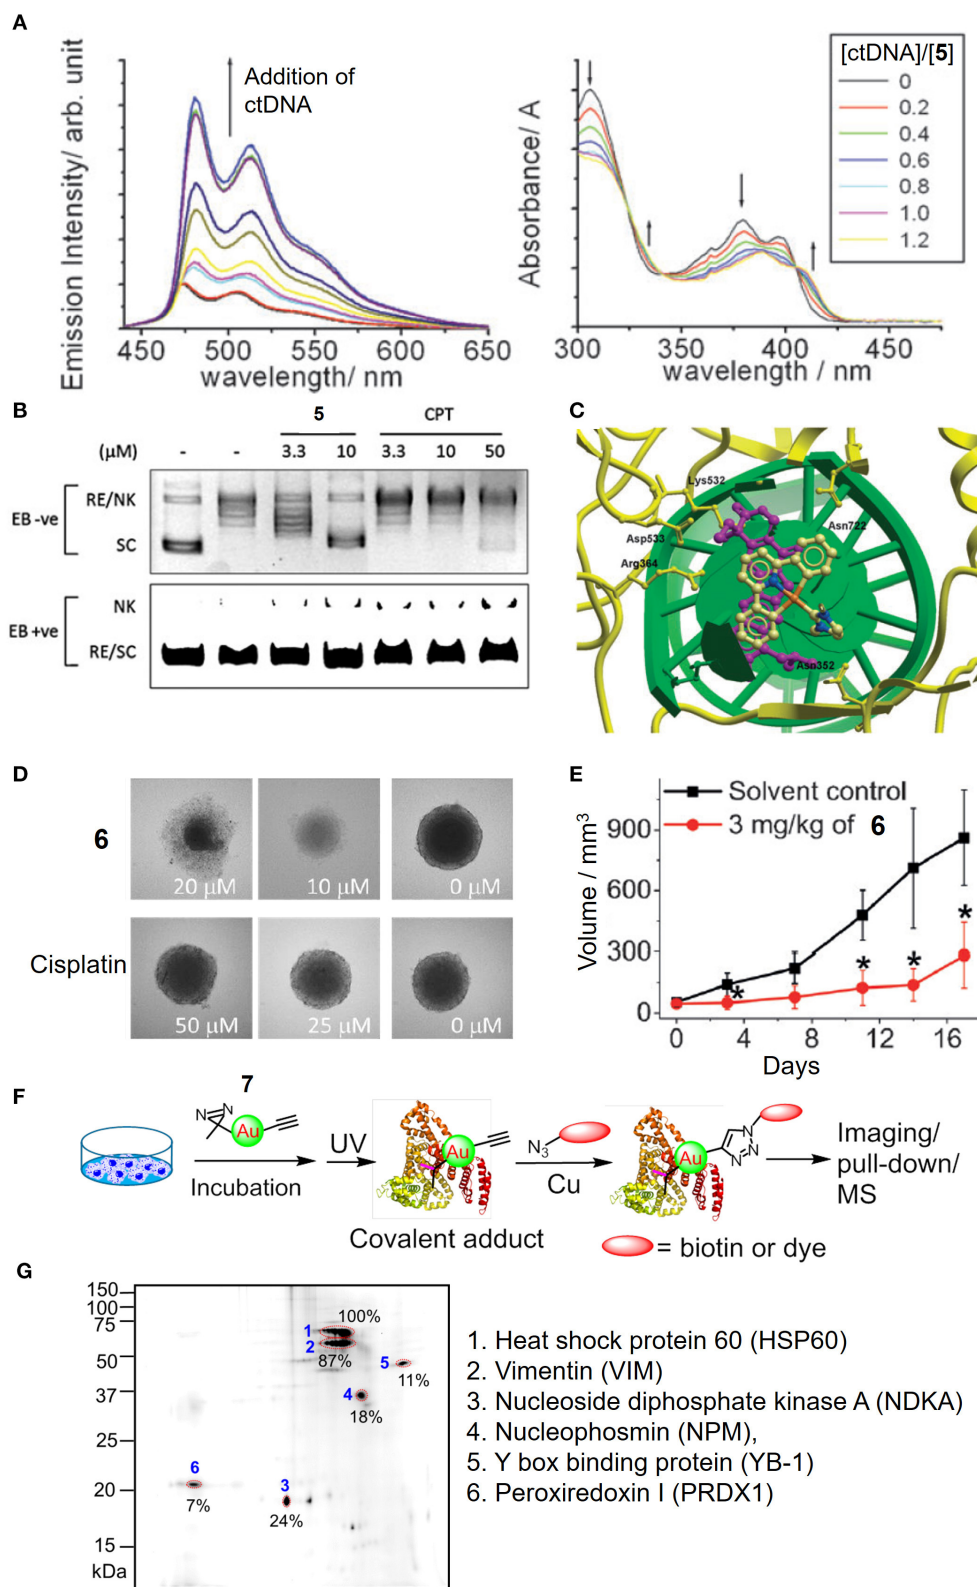 A
Emission Intensity/ arb. unit
Addition of
ctDNA
450
500
550
600
650
wavelength/ nm
Absorbance/ A
300
350
400
450
wavelength / nm
[ctDNA]/[5]
0
0.2
0.4
0.6
0.8
1.0
1.2
B
5
CPT
(μM)
-
-
3.3
10
3.3
10
50
EB -ve
RE/NK
SC
EB +ve
NK
RE/SC
C
Lys532
Asp533
Arg364
Asn722
Asn352
D
6
20 μM
10 μM
0 μM
Cisplatin
50 μM
25 μM
0 μM
E
Solvent control
3 mg/kg of 6
Volume / mm³
900
600
300
0
*
*
*
*
0
4
8
12
16
Days
F
7
N
N
Au
Incubation
UV
Au
Covalent adduct
N₃
Cu
Au
N
N
N
= biotin or dye
Imaging/
pull-down/
MS
G
150
100
75
50
37
25
20
15
kDa
1
100%
2
87%
5
11%
4
18%
6
7%
3
24%
1. Heat shock protein 60 (HSP60)
2. Vimentin (VIM)
3. Nucleoside diphosphate kinase A (NDKA)
4. Nucleophosmin (NPM),
5. Y box binding protein (YB-1)
6. Peroxiredoxin I (PRDX1)